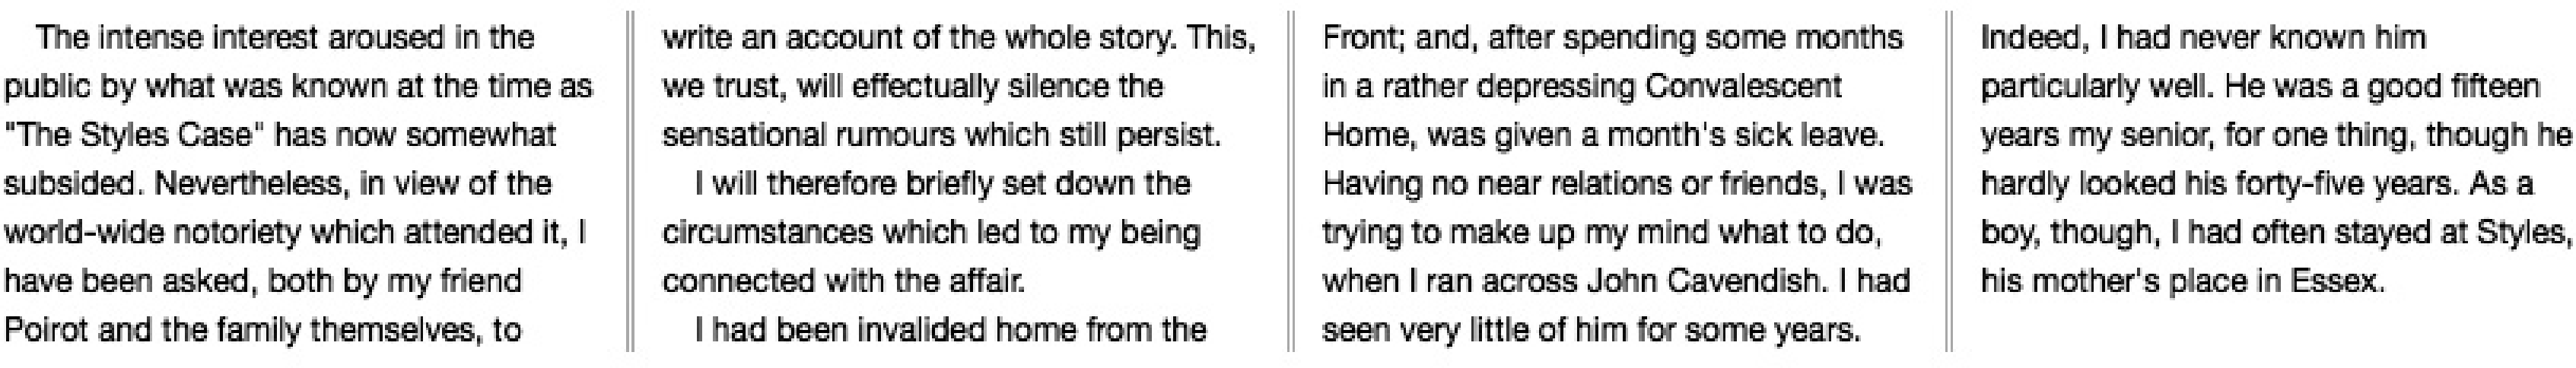 The intense interest aroused in the
public by what was known at the time as
"The Styles Case" has now somewhat
subsided. Nevertheless, in view of the
world-wide notoriety which attended it, I
have been asked, both by my friend
Poirot and the family themselves, to
write an account of the whole story. This,
we trust, will effectually silence the
sensational rumours which still persist.
I will therefore briefly set down the
circumstances which led to my being
connected with the affair.
I had been invalided home from the
Front; and, after spending some months
in a rather depressing Convalescent
Home, was given a month's sick leave.
Having no near relations or friends, I was
trying to make up my mind what to do,
when I ran across John Cavendish. I had
seen very little of him for some years.
Indeed, I had never known him
particularly well. He was a good fifteen
years my senior, for one thing, though he
hardly looked his forty-five years. As a
boy, though, I had often stayed at Styles,
his mother's place in Essex.